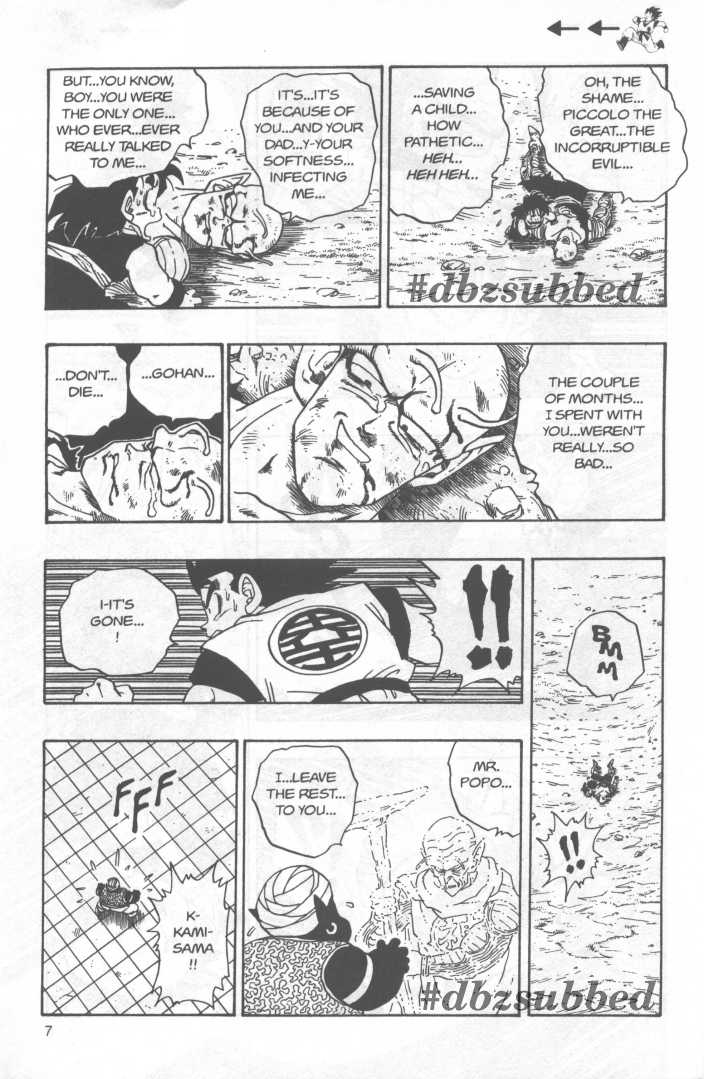 OH, THE
SHAME...
PICCOLO THE
GREAT...THE
INCORRUPTIBLE
EVIL...
...SAVING
A CHILD...
HOW
PATHETIC...
HEH...
HEH HEH...
#dbzsubbed
IT'S...IT'S
BECAUSE OF
YOU...AND YOUR
DAD...Y-YOUR
SOFTNESS...
INFECTING
ME...
BUT...YOU KNOW,
BOY...YOU WERE
THE ONLY ONE...
WHO EVER...EVER
REALLY TALKED
TO ME...
THE COUPLE
OF MONTHS...
I SPENT WITH
YOU...WEREN'T
REALLY...SO
BAD...
...GOHAN...
...DON'T...
DIE...
BMM
!!
!!
I-IT'S
GONE...
!
MR.
POPO...
I...LEAVE
THE REST...
TO YOU...
#dbzsubbed
FFF
K-
KAMI-
SAMA
!!
7